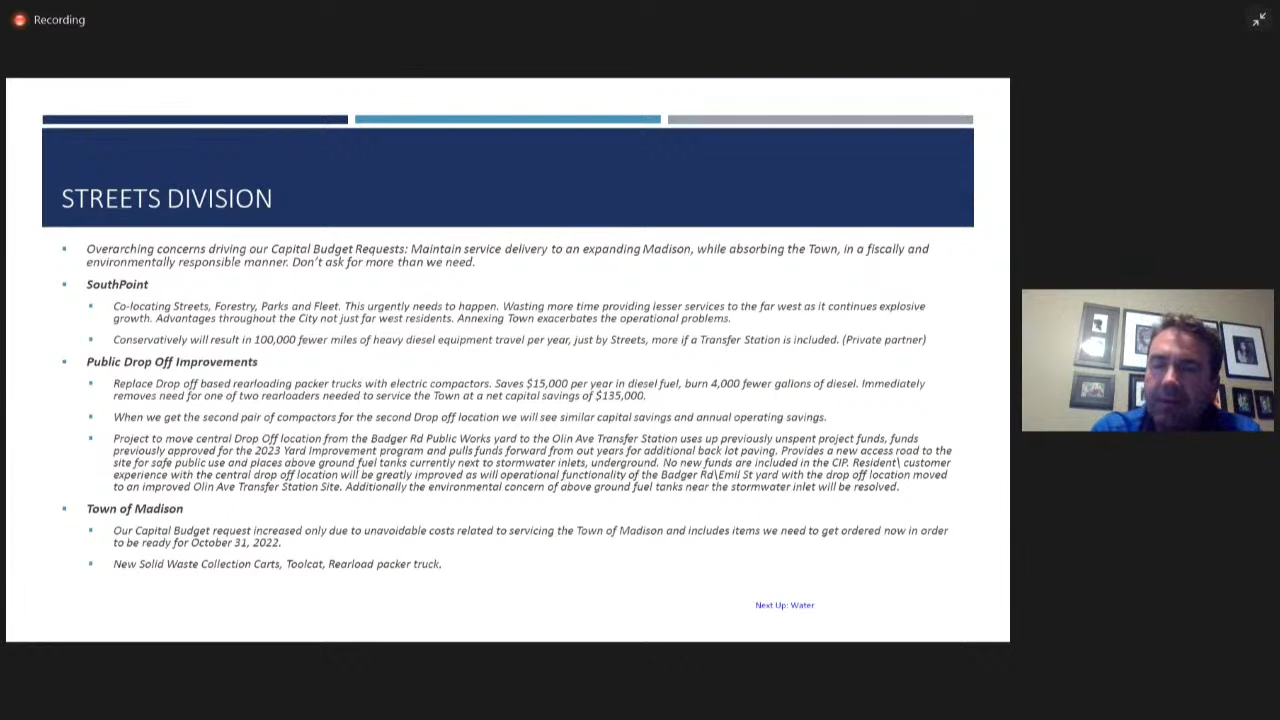 Recording
STREETS DIVISION
Overarching concerns driving our Capital Budget Requests: Maintain service delivery to an expanding Madison, while absorbing the Town, in a fiscally and
environmentally responsible manner. Don't ask for more than we need.
SouthPoint
Co-locating Streets, Forestry, Parks and Fleet. This urgently needs to happen. Wasting more time providing lesser services to the far west as it continues explosive
growth. Advantages throughout the City not just far west residents. Annexing Town exacerbates the operational problems.
Conservatively will result in 100,000 fewer miles of heavy diesel equipment travel per year, just by Streets, more if a Transfer Station is included. (Private partner)
Public Drop Off Improvements
Replace Drop off based rearloading packer trucks with electric compactors. Saves $15,000 per year in diesel fuel, burn 4,000 fewer gallons of diesel. Immediately
removes need for one of two rearloaders needed to service the Town at a net capital savings of $135,000.
When we get the second pair of compactors for the second Drop off location we will see similar capital savings and annual operating savings.
Project to move central Drop Off location from the Badger Rd Public Works yard to the Olin Ave Transfer Station uses up previously unspent project funds, funds
previously approved for the 2023 Yard Improvement program and pulls funds forward from out years for additional back lot paving. Provides a new access road to the
site for safe public use and places above ground fuel tanks currently next to stormwater inlets, underground. No new funds are included in the CIP. Resident\ customer
experience with the central drop off location will be greatly improved as will operational functionality of the Badger Rd\Emil St yard with the drop off location moved
to an improved Olin Ave Transfer Station Site. Additionally the environmental concern of above ground fuel tanks near the stormwater inlet will be resolved.
Town of Madison
Our Capital Budget request increased only due to unavoidable costs related to servicing the Town of Madison and includes items we need to get ordered now in order
to be ready for October 31, 2022.
New Solid Waste Collection Carts, Toolcat, Rearload packer truck.
Next Up: Water